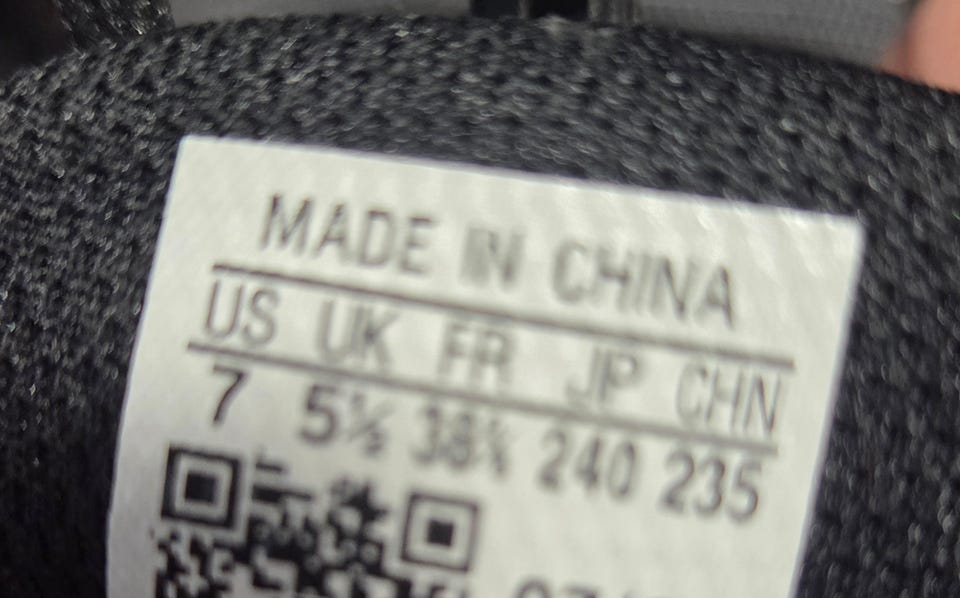 MADE IN CHINA
US UK FR JP CHN
7 5½ 38⅔ 240 235